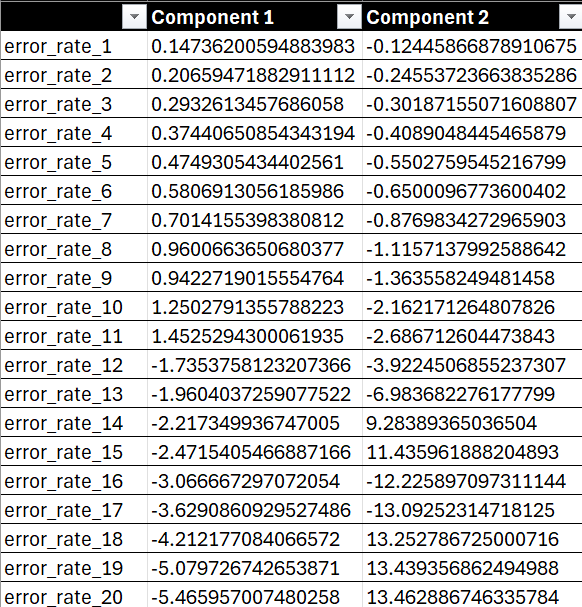 Component 1 Component 2
error_rate_1 0.14736200594883983 -0.12445866878910675
error_rate_2 0.20659471882911112 -0.24553723663835286
error_rate_3 0.2932613457686058 -0.30187155071608807
error_rate_4 0.37440650854343194 -0.4089048445465879
error_rate_5 0.4749305434402561 -0.5502759545216799
error_rate_6 0.5806913056185986 -0.6500096773600402
error_rate_7 0.7014155398380812 -0.8769834272965903
error_rate_8 0.9600663650680377 -1.1157137992588642
error_rate_9 0.9422719015554764 -1.363558249481458
error_rate_10 1.2502791355788223 -2.162171264807826
error_rate_11 1.4525294300061935 -2.686712604473843
error_rate_12 -1.7353758123207366 -3.9224506855237307
error_rate_13 -1.9604037259077522 -6.983682276177799
error_rate_14 -2.217349936747005 9.28389365036504
error_rate_15 -2.4715405466887166 11.435961888204893
error_rate_16 -3.066667297072054 -12.225897097311144
error_rate_17 -3.6290860929527486 -13.09252314718125
error_rate_18 -4.212177084066572 13.252786725000716
error_rate_19 -5.079726742653871 13.439356862494988
error_rate_20 -5.465957007480258 13.462886746335784